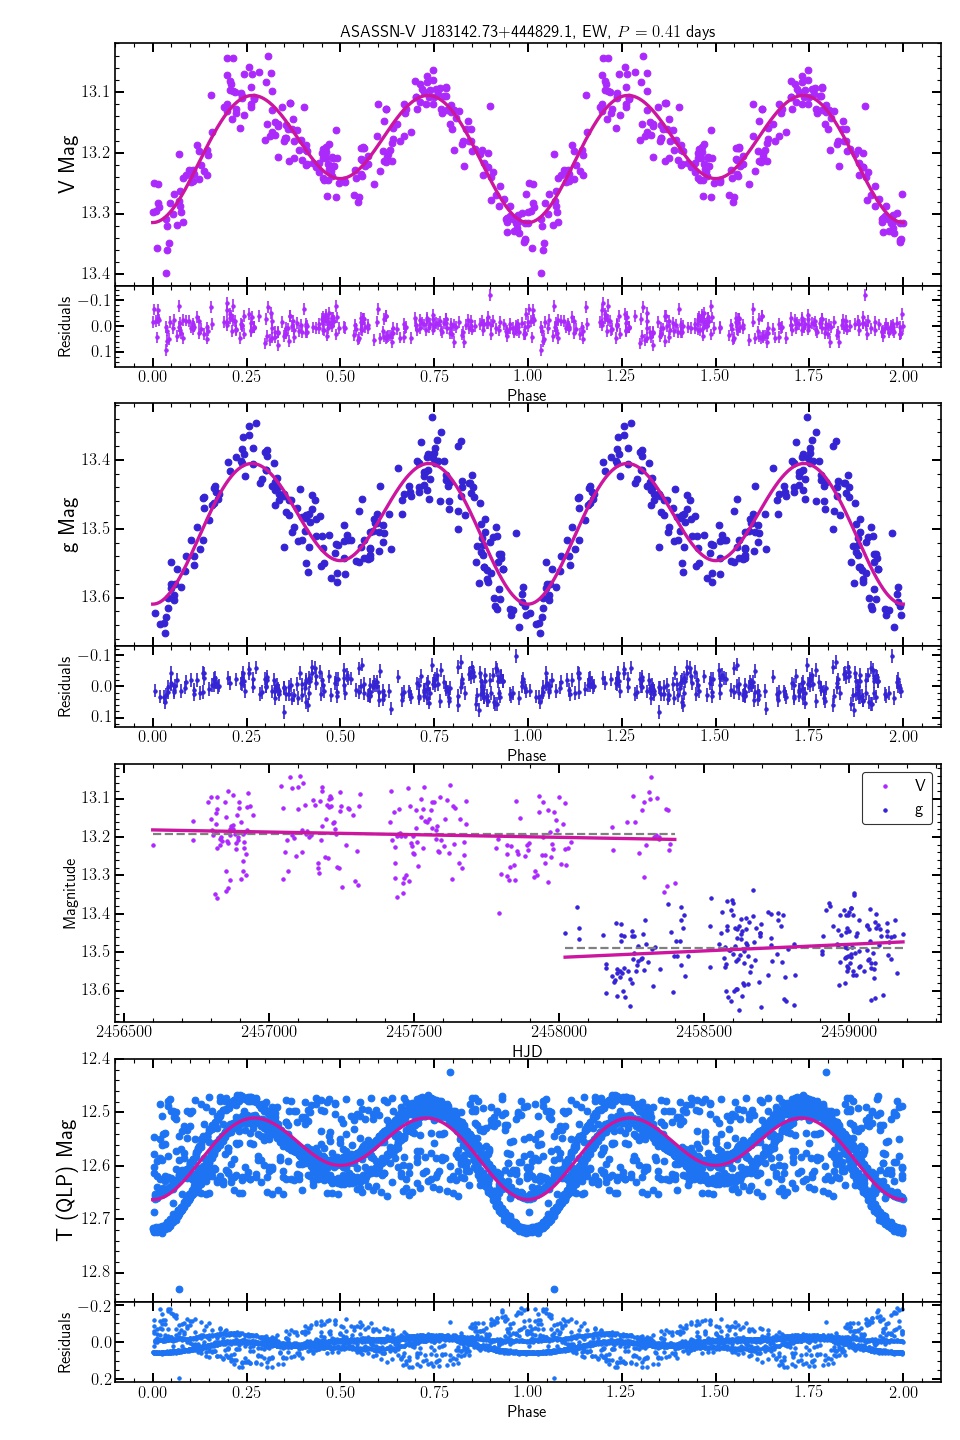 ASASSN-V J183142.73+444829.1, EW, P = 0.41 days
V Mag
13.1
13.2
13.3
13.4
Residuals
−0.1
0.0
0.1
0.00 0.25 0.50 0.75 1.00 1.25 1.50 1.75 2.00
Phase
g Mag
13.4
13.5
13.6
Residuals
−0.1
0.0
0.1
0.00 0.25 0.50 0.75 1.00 1.25 1.50 1.75 2.00
Phase
V
g
Magnitude
13.1
13.2
13.3
13.4
13.5
13.6
2456500 2457000 2457500 2458000 2458500 2459000
HJD
T (QLP) Mag
12.4
12.5
12.6
12.7
12.8
Residuals
−0.2
0.0
0.2
0.00 0.25 0.50 0.75 1.00 1.25 1.50 1.75 2.00
Phase